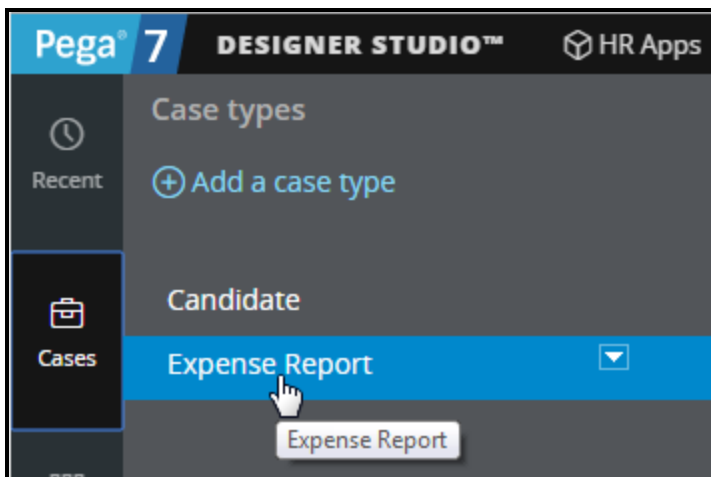 Pega® 7 DESIGNER STUDIO™ HR Apps
Case types
Recent
Add a case type
Candidate
Cases
Expense Report
Expense Report